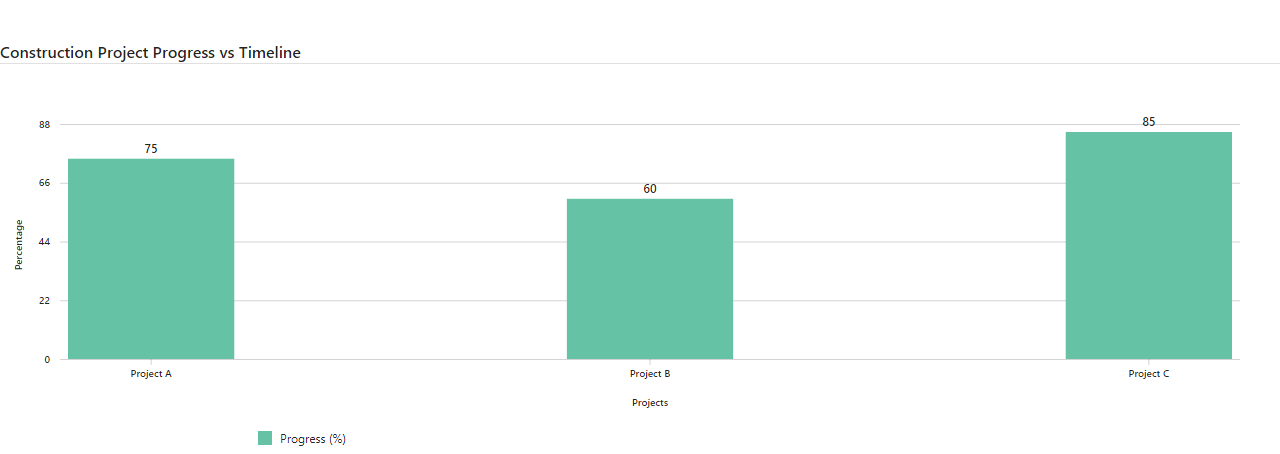 Construction Project Progress vs Timeline
88
66
44
22
0
Percentage
75
60
85
Project A
Project B
Project C
Projects
Progress (%)